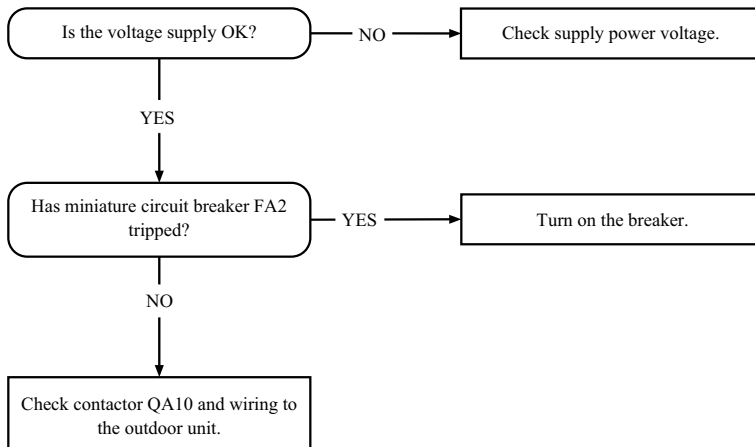 Is the voltage supply OK?
NO
Check supply power voltage.
YES
Has miniature circuit breaker FA2
tripped?
YES
Turn on the breaker.
NO
Check contactor QA10 and wiring to
the outdoor unit.